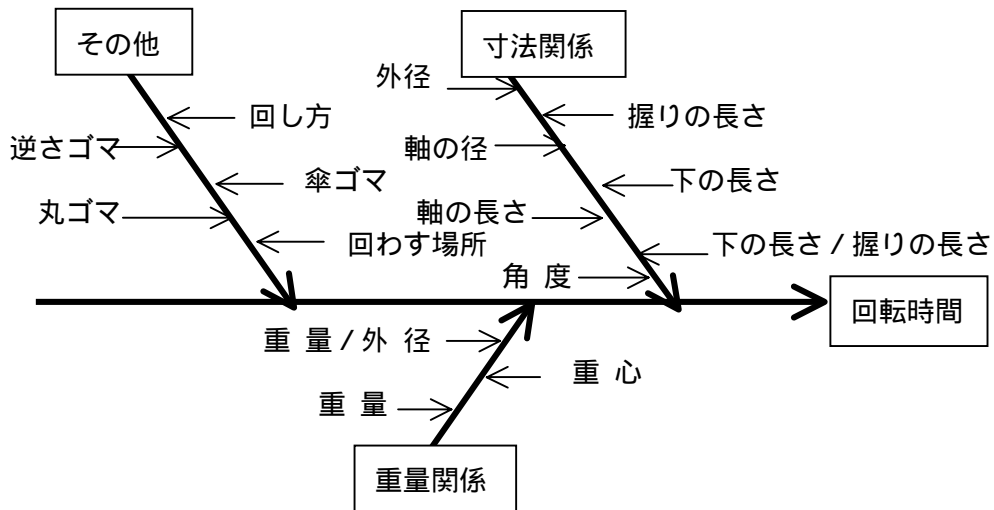 その他
寸法関係
外径
回し方
握りの長さ
逆さゴマ
軸の径
傘ゴマ
下の長さ
丸ゴマ
軸の長さ
回わす場所
下の長さ / 握りの長さ
角 度
回転時間
重 量 / 外 径
重 心
重 量
重量関係